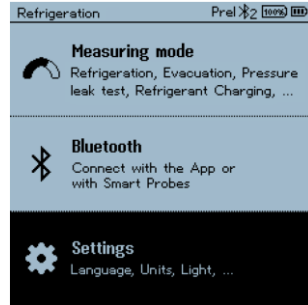 Refrigeration Prel 2 100%
Measuring mode
Refrigeration, Evacuation, Pressure
leak test, Refrigerant Charging, ...
Bluetooth
Connect with the App or
with Smart Probes
Settings
Language, Units, Light, ...